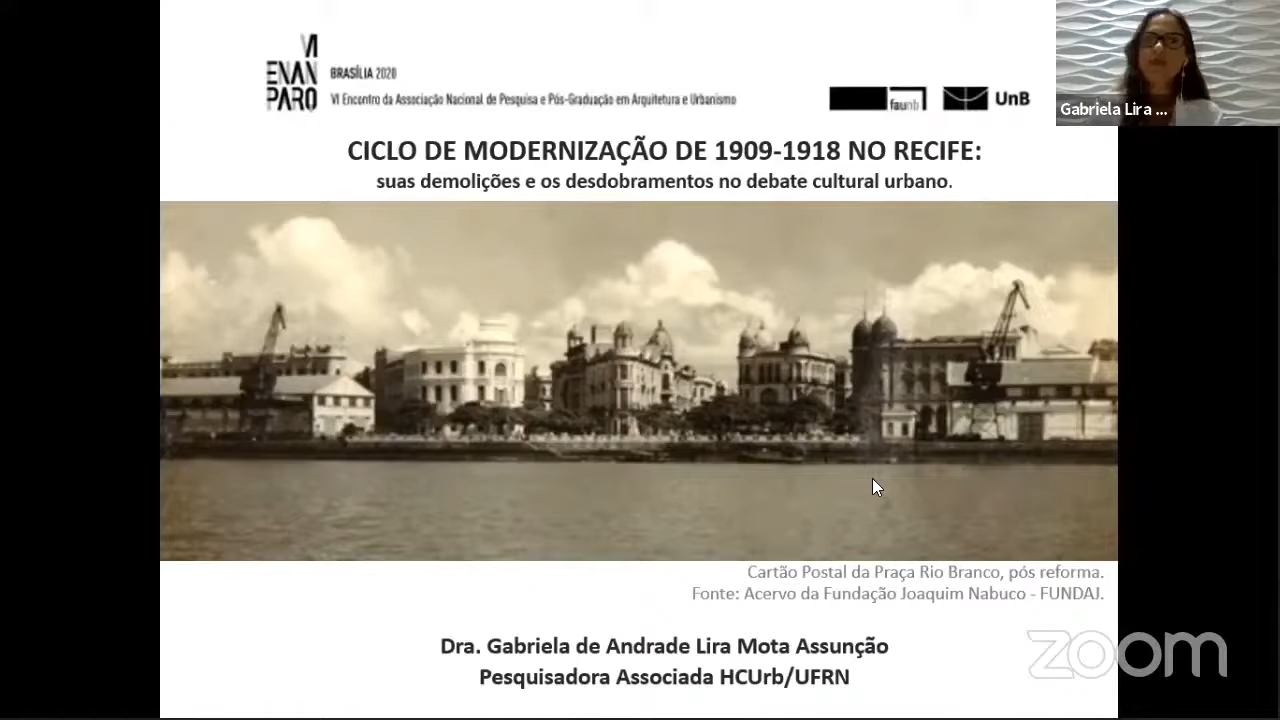 VI
ENAN
PARQ
BRASÍLIA 2020
VI Encontro da Associação Nacional de Pesquisa e Pós-Graduação em Arquitetura e Urbanismo
faunb
UnB
Gabriela Lira ...
CICLO DE MODERNIZAÇÃO DE 1909-1918 NO RECIFE:
suas demolições e os desdobramentos no debate cultural urbano.
Cartão Postal da Praça Rio Branco, pós reforma.
Fonte: Acervo da Fundação Joaquim Nabuco - FUNDAJ.
Dra. Gabriela de Andrade Lira Mota Assunção
Pesquisadora Associada HCUrb/UFRN
zoom